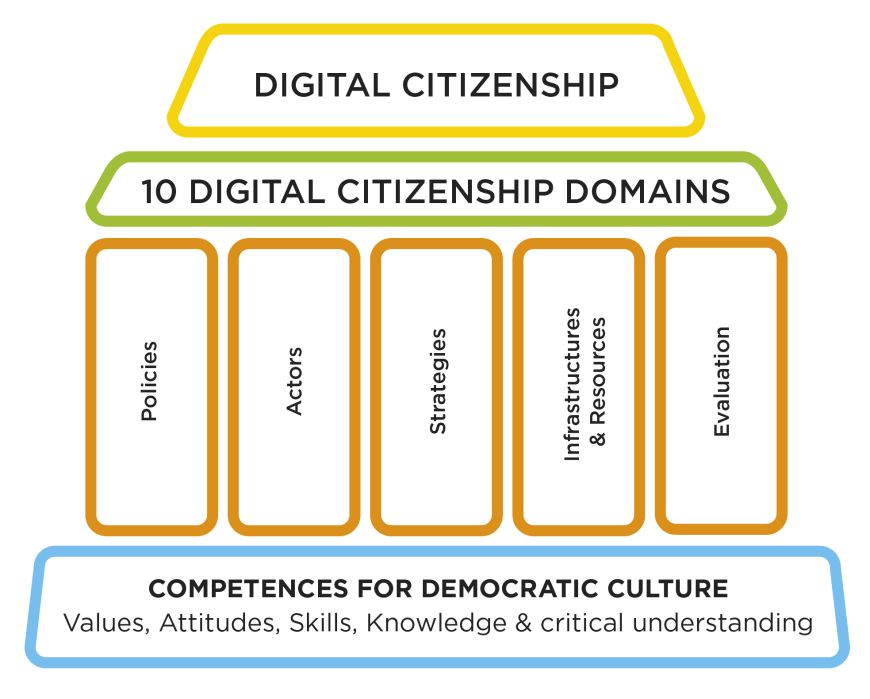 DIGITAL CITIZENSHIP
10 DIGITAL CITIZENSHIP DOMAINS
Policies
Actors
Strategies
Infrastructures
& Resources
Evaluation
COMPETENCES FOR DEMOCRATIC CULTURE
Values, Attitudes, Skills, Knowledge & critical understanding